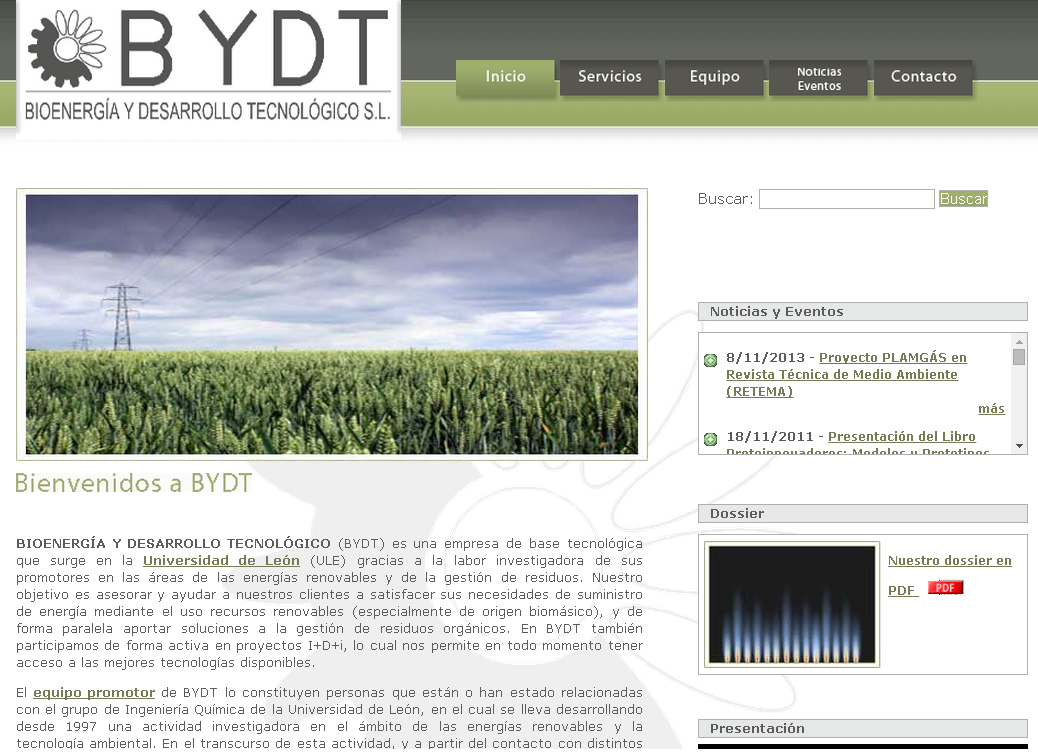 BYDT
BIOENERGÍA Y DESARROLLO TECNOLÓGICO S.L.
Inicio
Servicios
Equipo
Noticias
Eventos
Contacto
Buscar:
Buscar
Noticias y Eventos
8/11/2013 - Proyecto PLAMGÁS en
Revista Técnica de Medio Ambiente
(RETEMA)
más
18/11/2011 - Presentación del Libro
Protoinnovadores: Modelos y Prototipos
Bienvenidos a BYDT
BIOENERGÍA Y DESARROLLO TECNOLÓGICO (BYDT) es una empresa de base tecnológica
que surge en la Universidad de León (ULE) gracias a la labor investigadora de sus
promotores en las áreas de las energías renovables y de la gestión de residuos. Nuestro
objetivo es asesorar y ayudar a nuestros clientes a satisfacer sus necesidades de suministro
de energía mediante el uso recursos renovables (especialmente de origen biomásico), y de
forma paralela aportar soluciones a la gestión de residuos orgánicos. En BYDT también
participamos de forma activa en proyectos I+D+i, lo cual nos permite en todo momento tener
acceso a las mejores tecnologías disponibles.
El equipo promotor de BYDT lo constituyen personas que están o han estado relacionadas
con el grupo de Ingeniería Química de la Universidad de León, en el cual se lleva desarrollando
desde 1997 una actividad investigadora en el ámbito de las energías renovables y la
tecnología ambiental. En el transcurso de esta actividad, y a partir del contacto con distintos
Dossier
Nuestro dossier en
PDF
PDF
Presentación